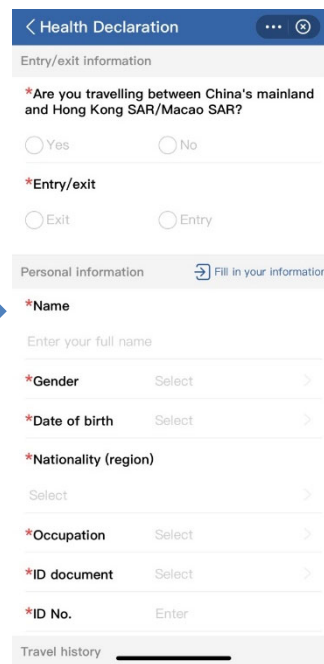 Health Declaration
Entry/exit information
*Are you travelling between China's mainland
and Hong Kong SAR/Macao SAR?
Yes No
*Entry/exit
Exit Entry
Personal information Fill in your information
*Name
Enter your full name
*Gender Select
*Date of birth Select
*Nationality (region)
Select
*Occupation Select
*ID document Select
*ID No. Enter
Travel history